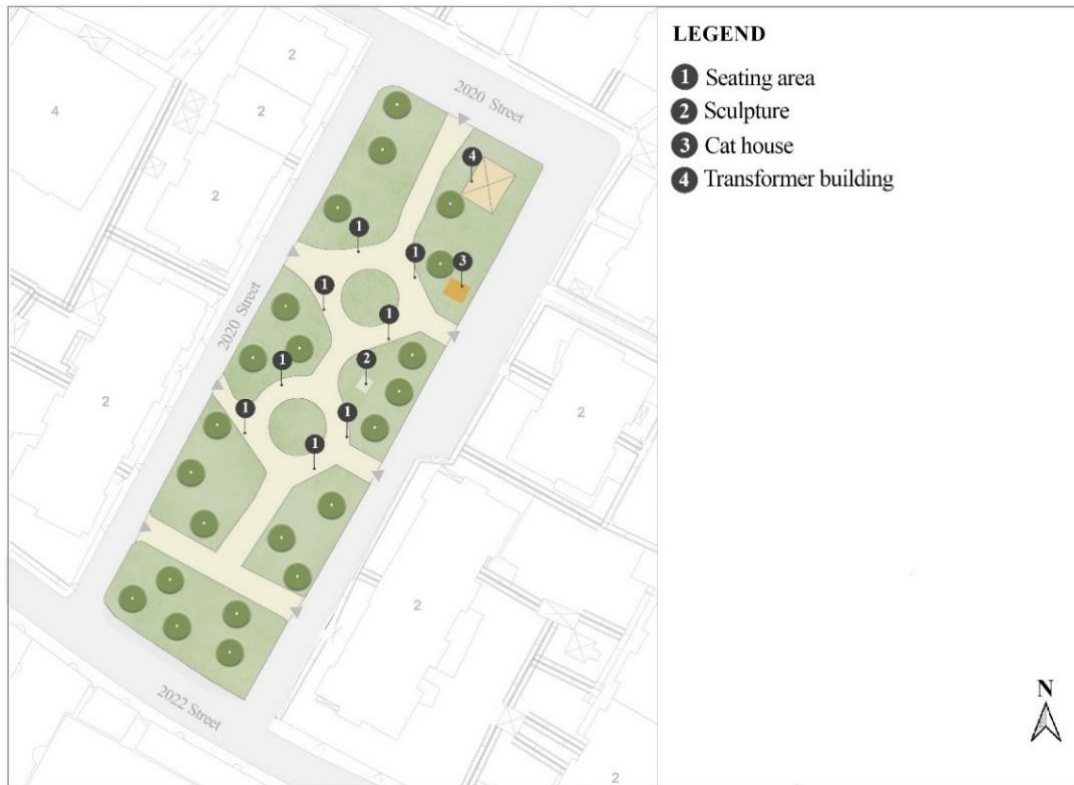 LEGEND
1 Seating area
2 Sculpture
3 Cat house
4 Transformer building
N
2020 Street
2020 Street
2022 Street
2
4
2
2
2
2
2
2
4
1
1
3
1
1
2
1
1
1
1